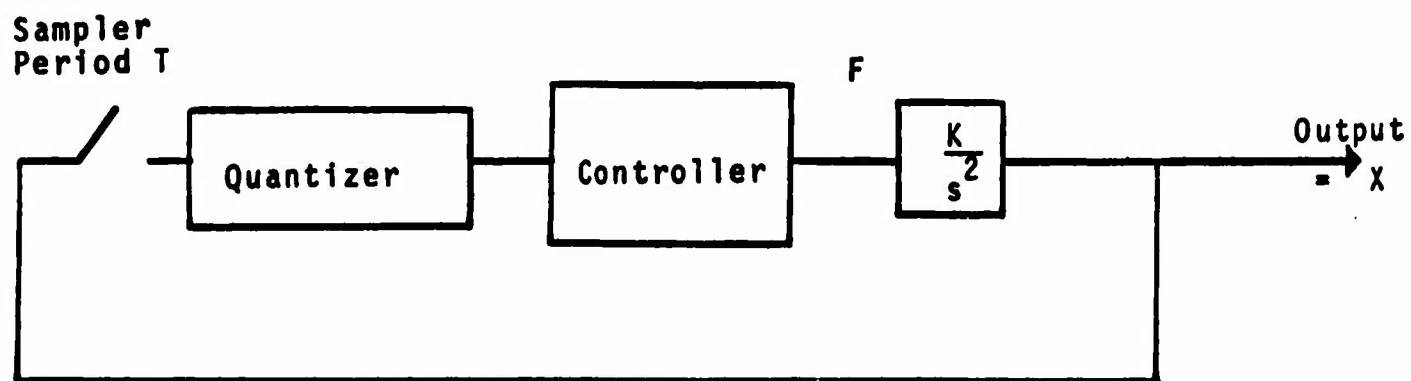 Sampler
Period T
Quantizer
Controller
F
K
s2
Output
= X